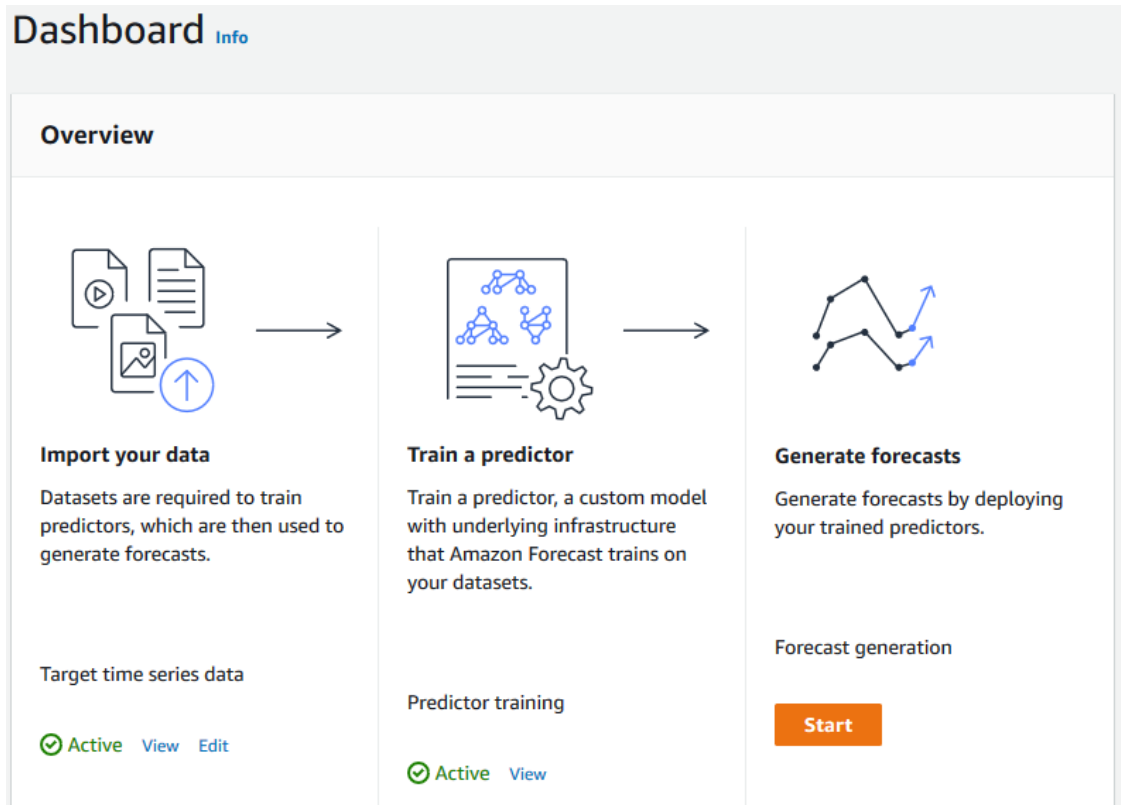 Dashboard Info
Overview
Import your data
Datasets are required to train
predictors, which are then used to
generate forecasts.
Target time series data
Active View Edit
Train a predictor
Train a predictor, a custom model
with underlying infrastructure
that Amazon Forecast trains on
your datasets.
Predictor training
Active View
Generate forecasts
Generate forecasts by deploying
your trained predictors.
Forecast generation
Start